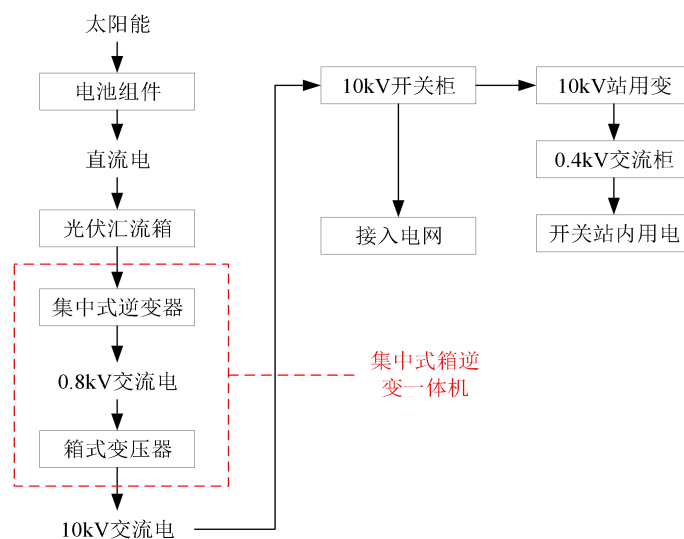 太阳能
电池组件
直流电
光伏汇流箱
集中式逆变器
0.8kV交流电
箱式变压器
10kV交流电
集中式箱逆
变一体机
10kV开关柜
接入电网
10kV站用变
0.4kV交流柜
开关站内用电